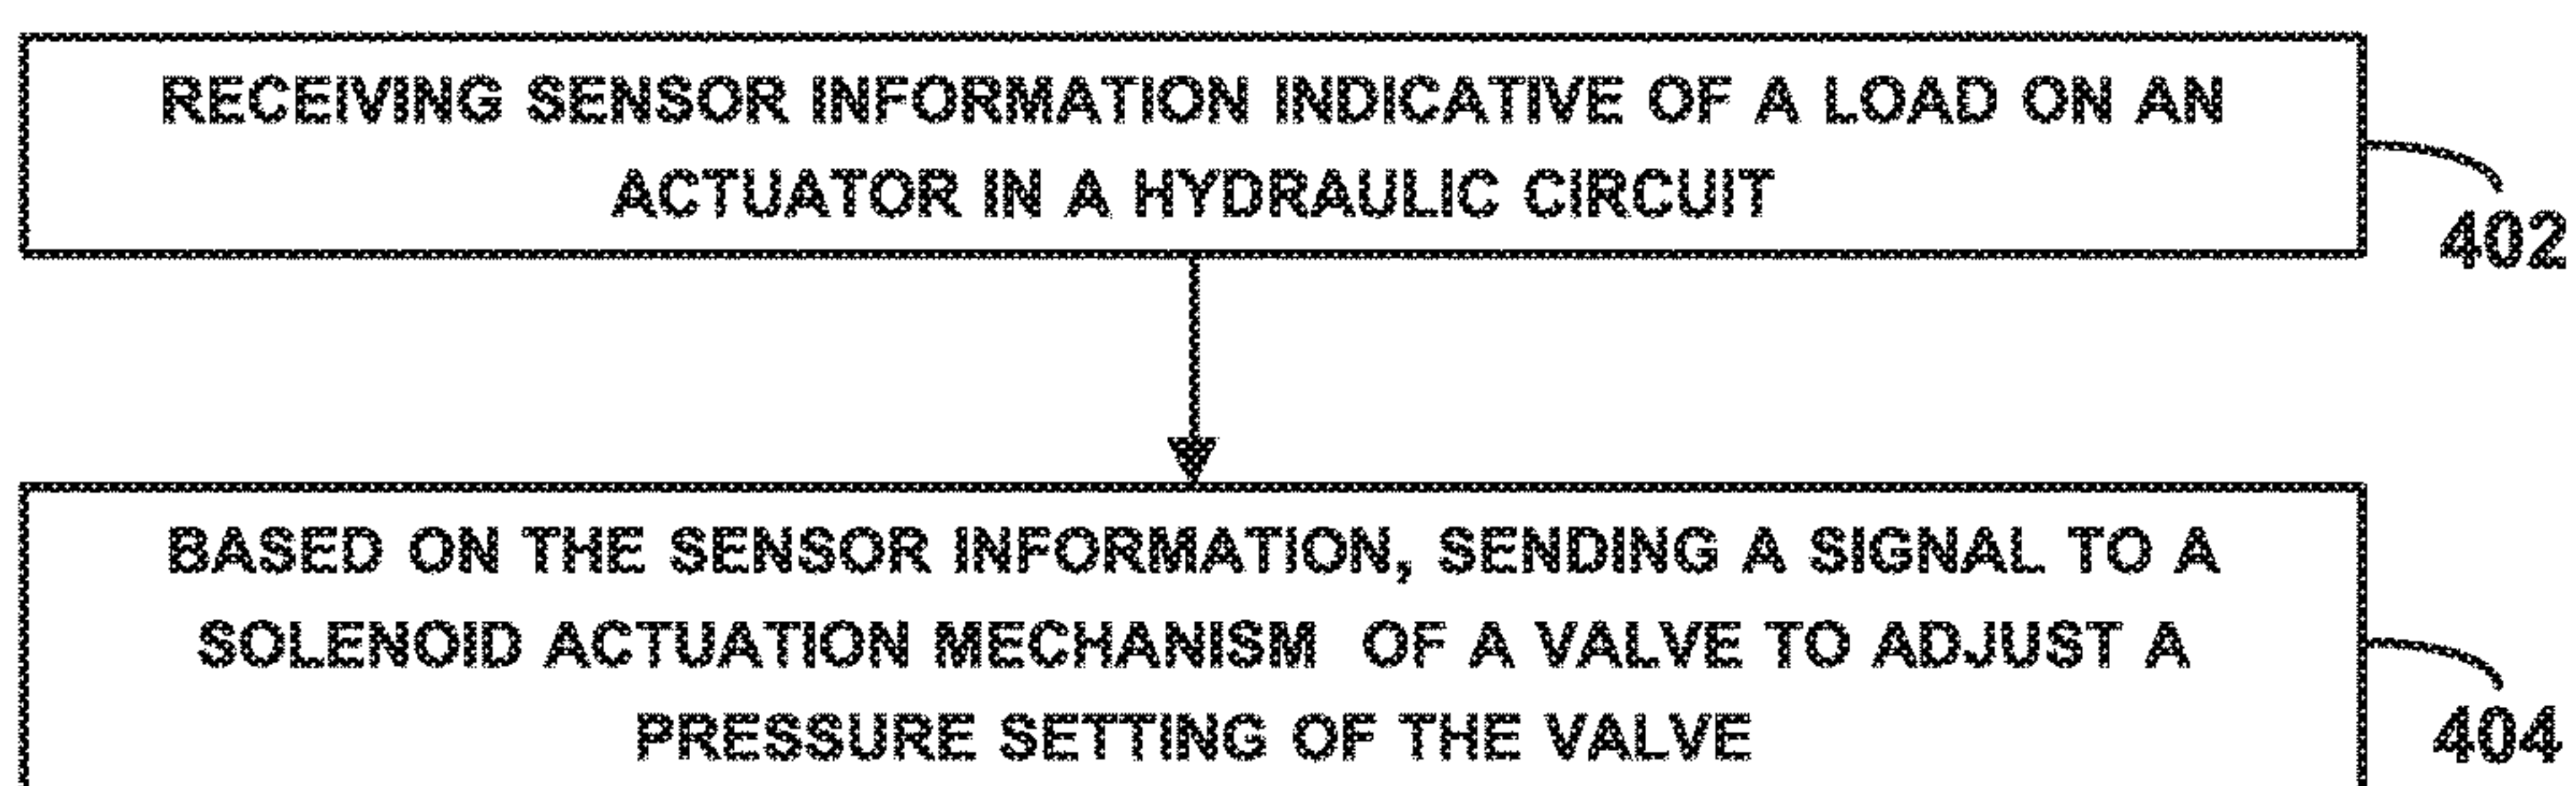 RECEIVING SENSOR INFORMATION INDICATIVE OF A LOAD ON AN
ACTUATOR IN A HYDRAULIC CIRCUIT
402
BASED ON THE SENSOR INFORMATION, SENDING A SIGNAL TO A
SOLENOID ACTUATION MECHANISM OF A VALVE TO ADJUST A
PRESSURE SETTING OF THE VALVE
404